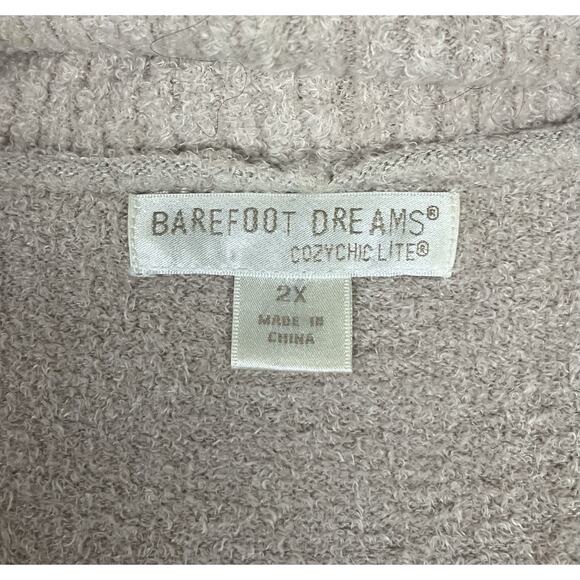 BAREFOOT DREAMS®
COZYCHIC LITE®
2X
MADE IN
CHINA